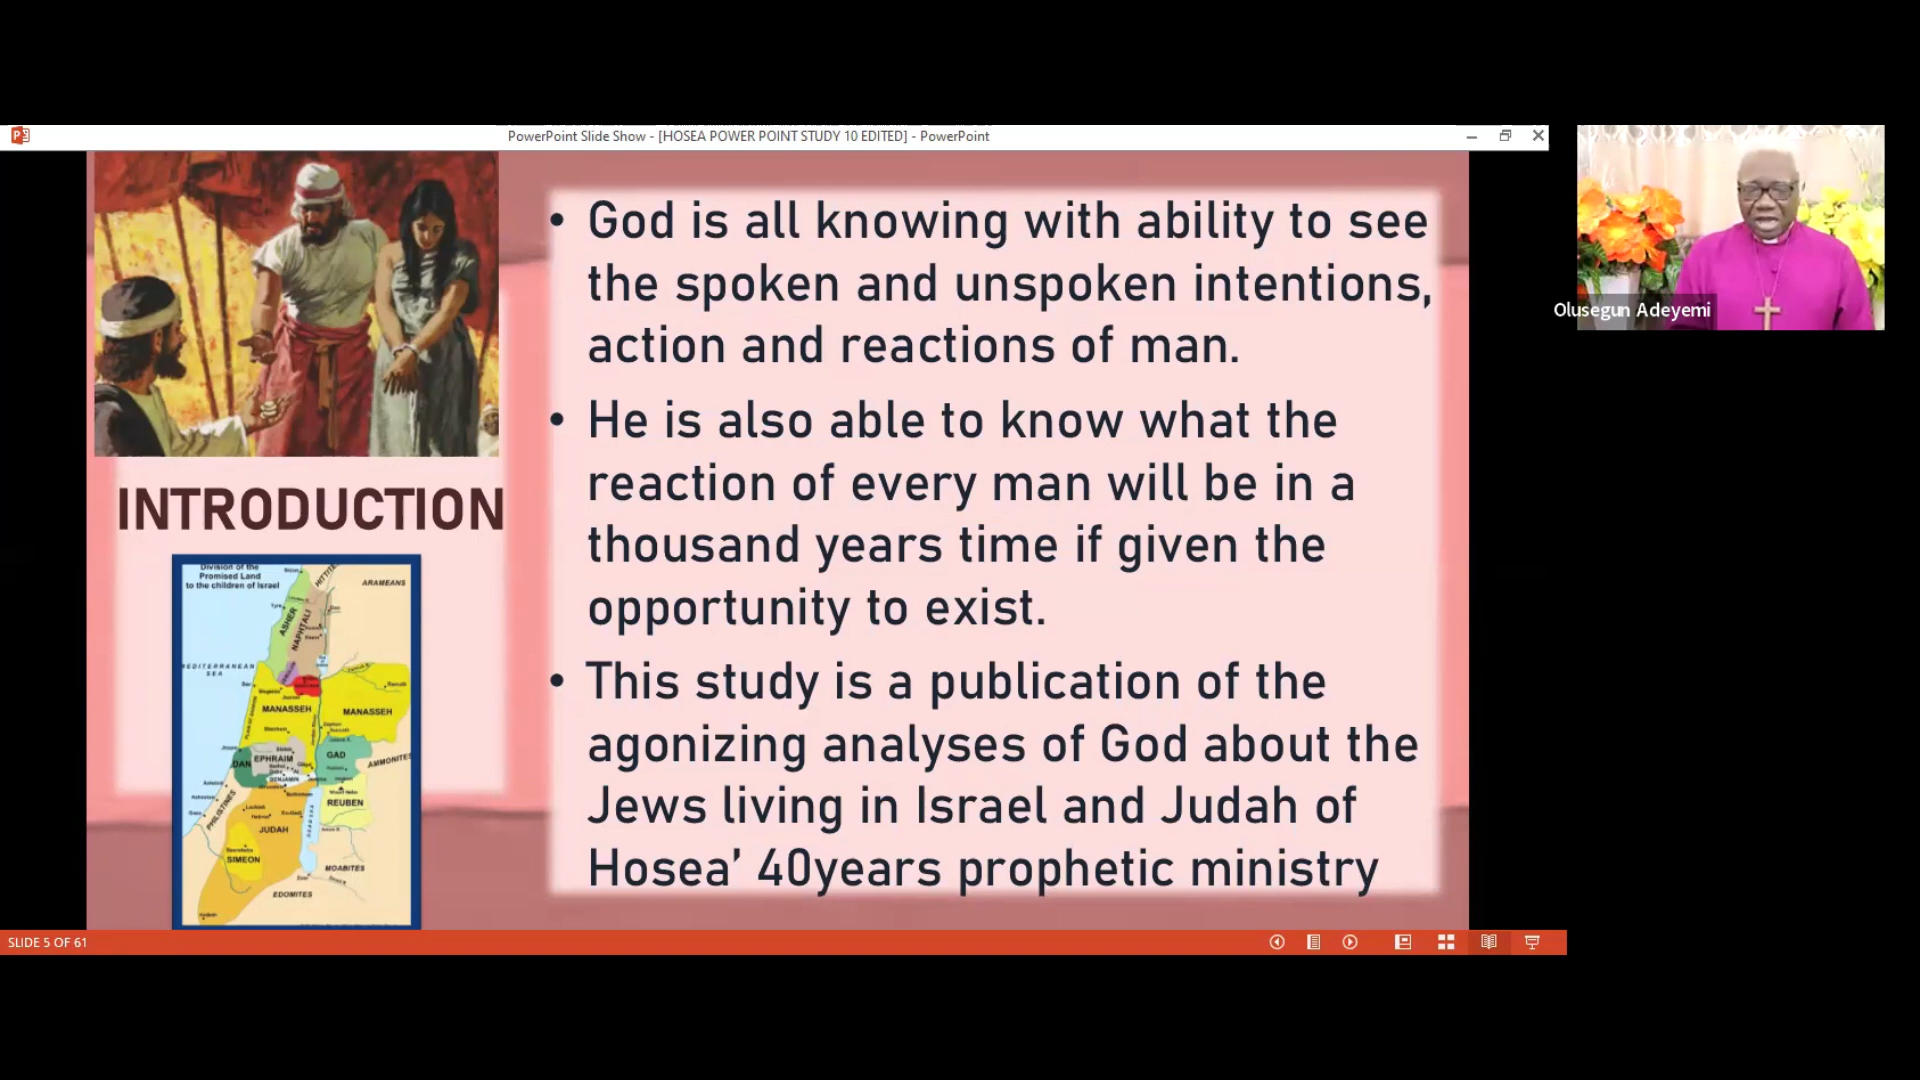 PowerPoint Slide Show - [HOSEA POWER POINT STUDY 10 EDITED] - PowerPoint
• God is all knowing with ability to see
the spoken and unspoken intentions,
action and reactions of man.
• He is also able to know what the
reaction of every man will be in a
thousand years time if given the
opportunity to exist.
• This study is a publication of the
agonizing analyses of God about the
Jews living in Israel and Judah of
Hosea’ 40years prophetic ministry
INTRODUCTION
Division of the
Promised Land
to the children of Israel
ARAMEANS
ASHER
NAPHTALI
MEDITERRANEAN
SEA
MANASSEH
MANASSEH
EPHRAIM
GAD
DAN
BENJAMIN
AMMONITES
PHILISTINES
REUBEN
JUDAH
SIMEON
MOABITES
EDOMITES
Olusegun Adeyemi
SLIDE 5 OF 61